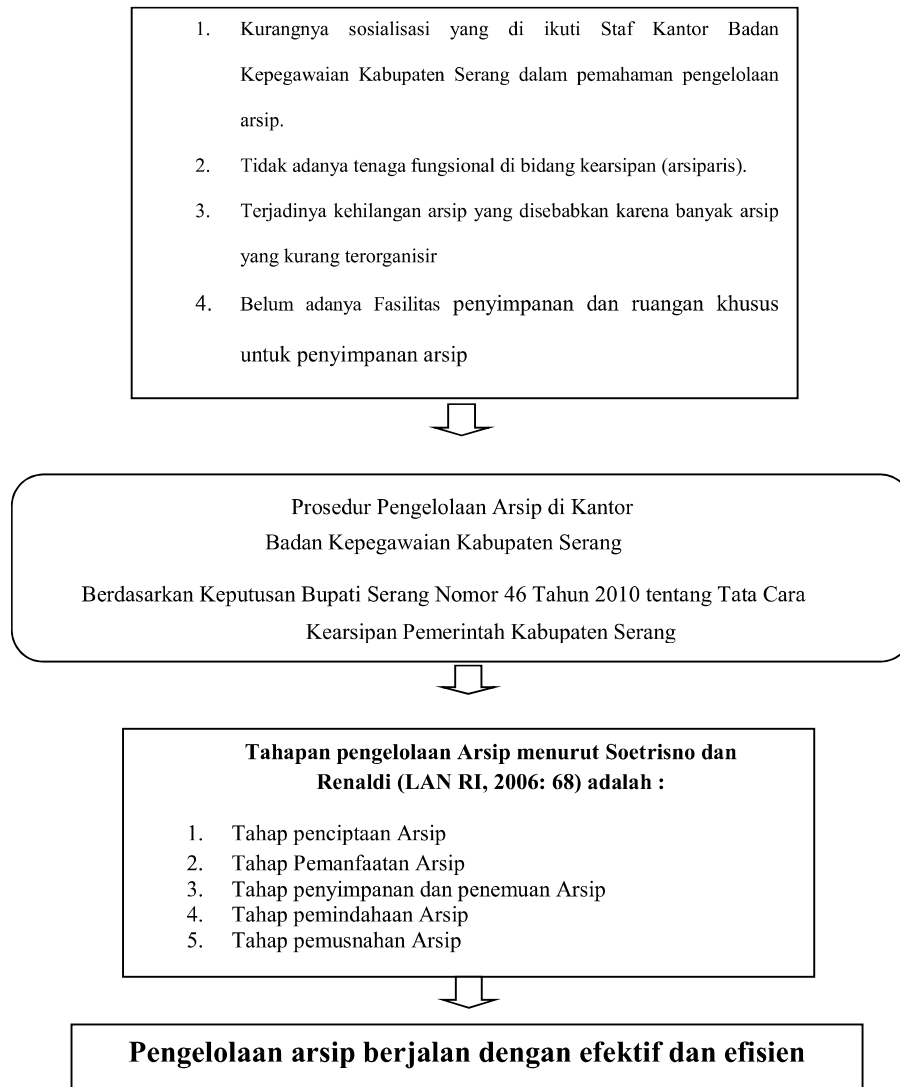 1. Kurangnya sosialisasi yang di ikuti Staf Kantor Badan
Kepegawaian Kabupaten Serang dalam pemahaman pengelolaan
arsip.
2. Tidak adanya tenaga fungsional di bidang kearsipan (arsiparis).
3. Terjadinya kehilangan arsip yang disebabkan karena banyak arsip
yang kurang terorganisir
4. Belum adanya Fasilitas penyimpanan dan ruangan khusus
untuk penyimpanan arsip
Prosedur Pengelolaan Arsip di Kantor
Badan Kepegawaian Kabupaten Serang
Berdasarkan Keputusan Bupati Serang Nomor 46 Tahun 2010 tentang Tata Cara
Kearsipan Pemerintah Kabupaten Serang
Tahapan pengelolaan Arsip menurut Soetrisno dan
Renaldi (LAN RI, 2006: 68) adalah :
1. Tahap penciptaan Arsip
2. Tahap Pemanfaatan Arsip
3. Tahap penyimpanan dan penemuan Arsip
4. Tahap pemindahaan Arsip
5. Tahap pemusnahan Arsip
Pengelolaan arsip berjalan dengan efektif dan efisien